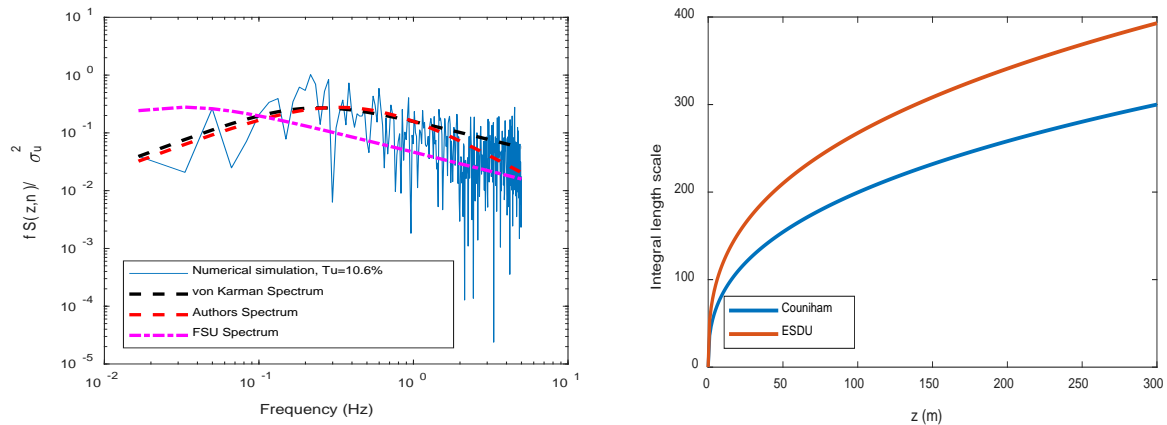 10^1
10^0
10^-1
10^-2
10^-3
10^-4
10^-5
10^-2
10^-1
10^0
10^1
f S( z,n )/ σ_u^2
Frequency (Hz)
Numerical simulation, Tu=10.6%
von Karman Spectrum
Authors Spectrum
FSU Spectrum
400
300
200
100
0
0
50
100
150
200
250
300
Integral length scale
z (m)
Couniham
ESDU